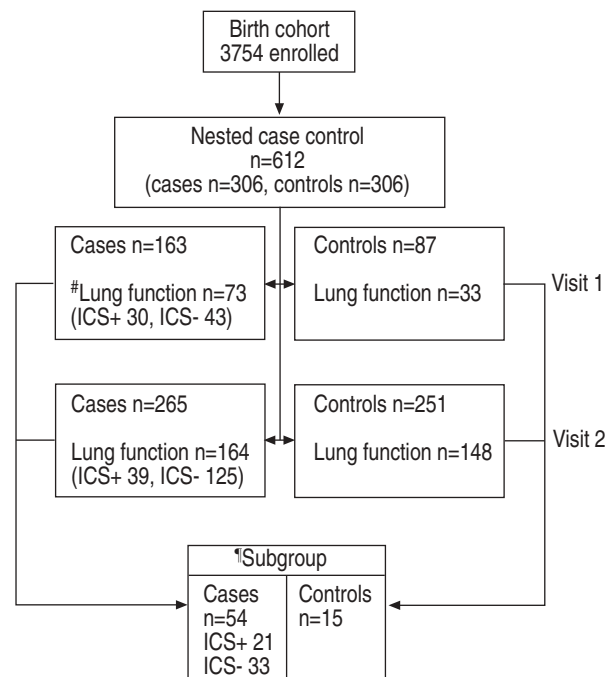 Birth cohort
3754 enrolled
Nested case control
n=612
(cases n=306, controls n=306)
Cases n=163
#Lung function n=73
(ICS+ 30, ICS- 43)
Controls n=87
Lung function n=33
Visit 1
Cases n=265
Lung function n=164
(ICS+ 39, ICS- 125)
Controls n=251
Lung function n=148
Visit 2
¶Subgroup
Cases
n=54
ICS+ 21
ICS- 33
Controls
n=15